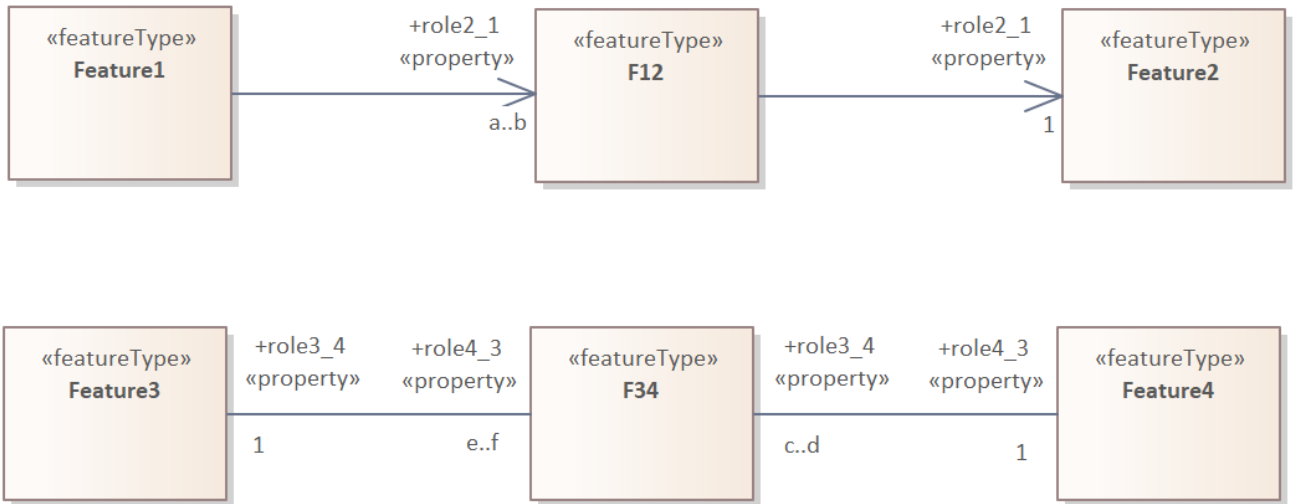 «featureType»
Feature1
+role2_1
«property»
a..b
«featureType»
F12
+role2_1
«property»
1
«featureType»
Feature2
«featureType»
Feature3
+role3_4
«property»
1
+role4_3
«property»
e..f
«featureType»
F34
+role3_4
«property»
c..d
+role4_3
«property»
1
«featureType»
Feature4